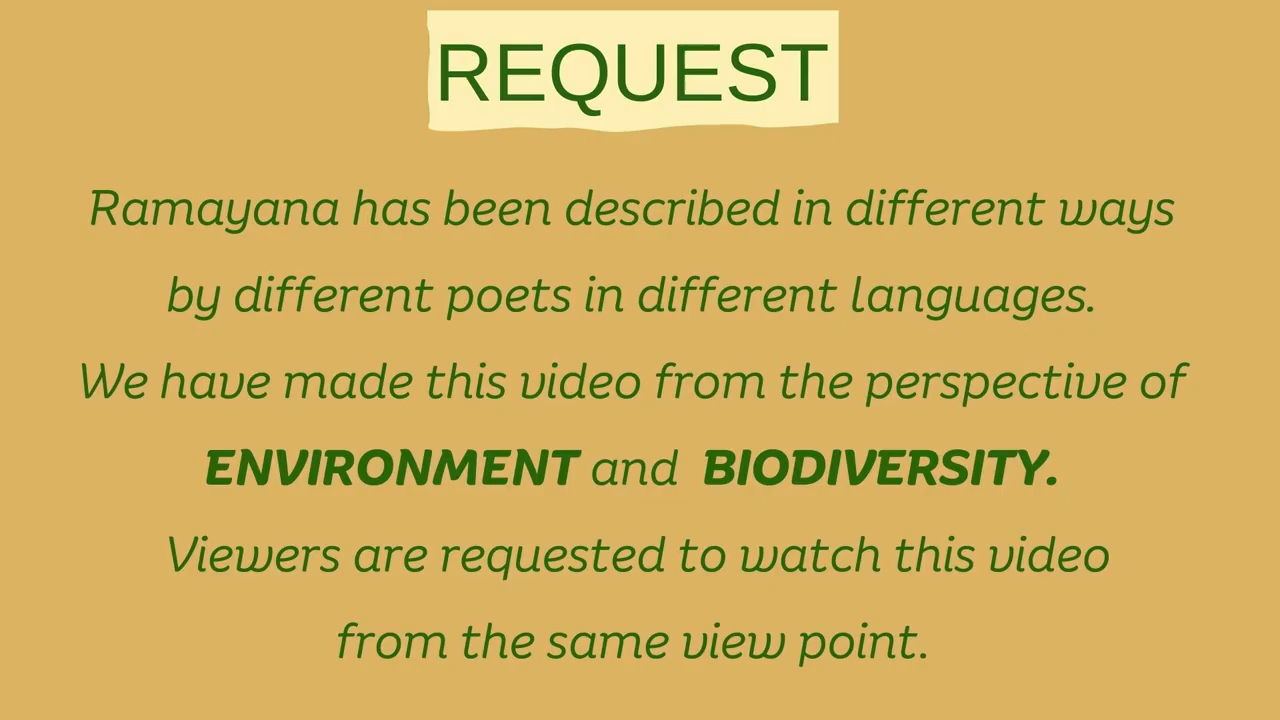 REQUEST
Ramayana has been described in different ways
by different poets in different languages.
We have made this video from the perspective of
ENVIRONMENT and BIODIVERSITY.
Viewers are requested to watch this video
from the same view point.